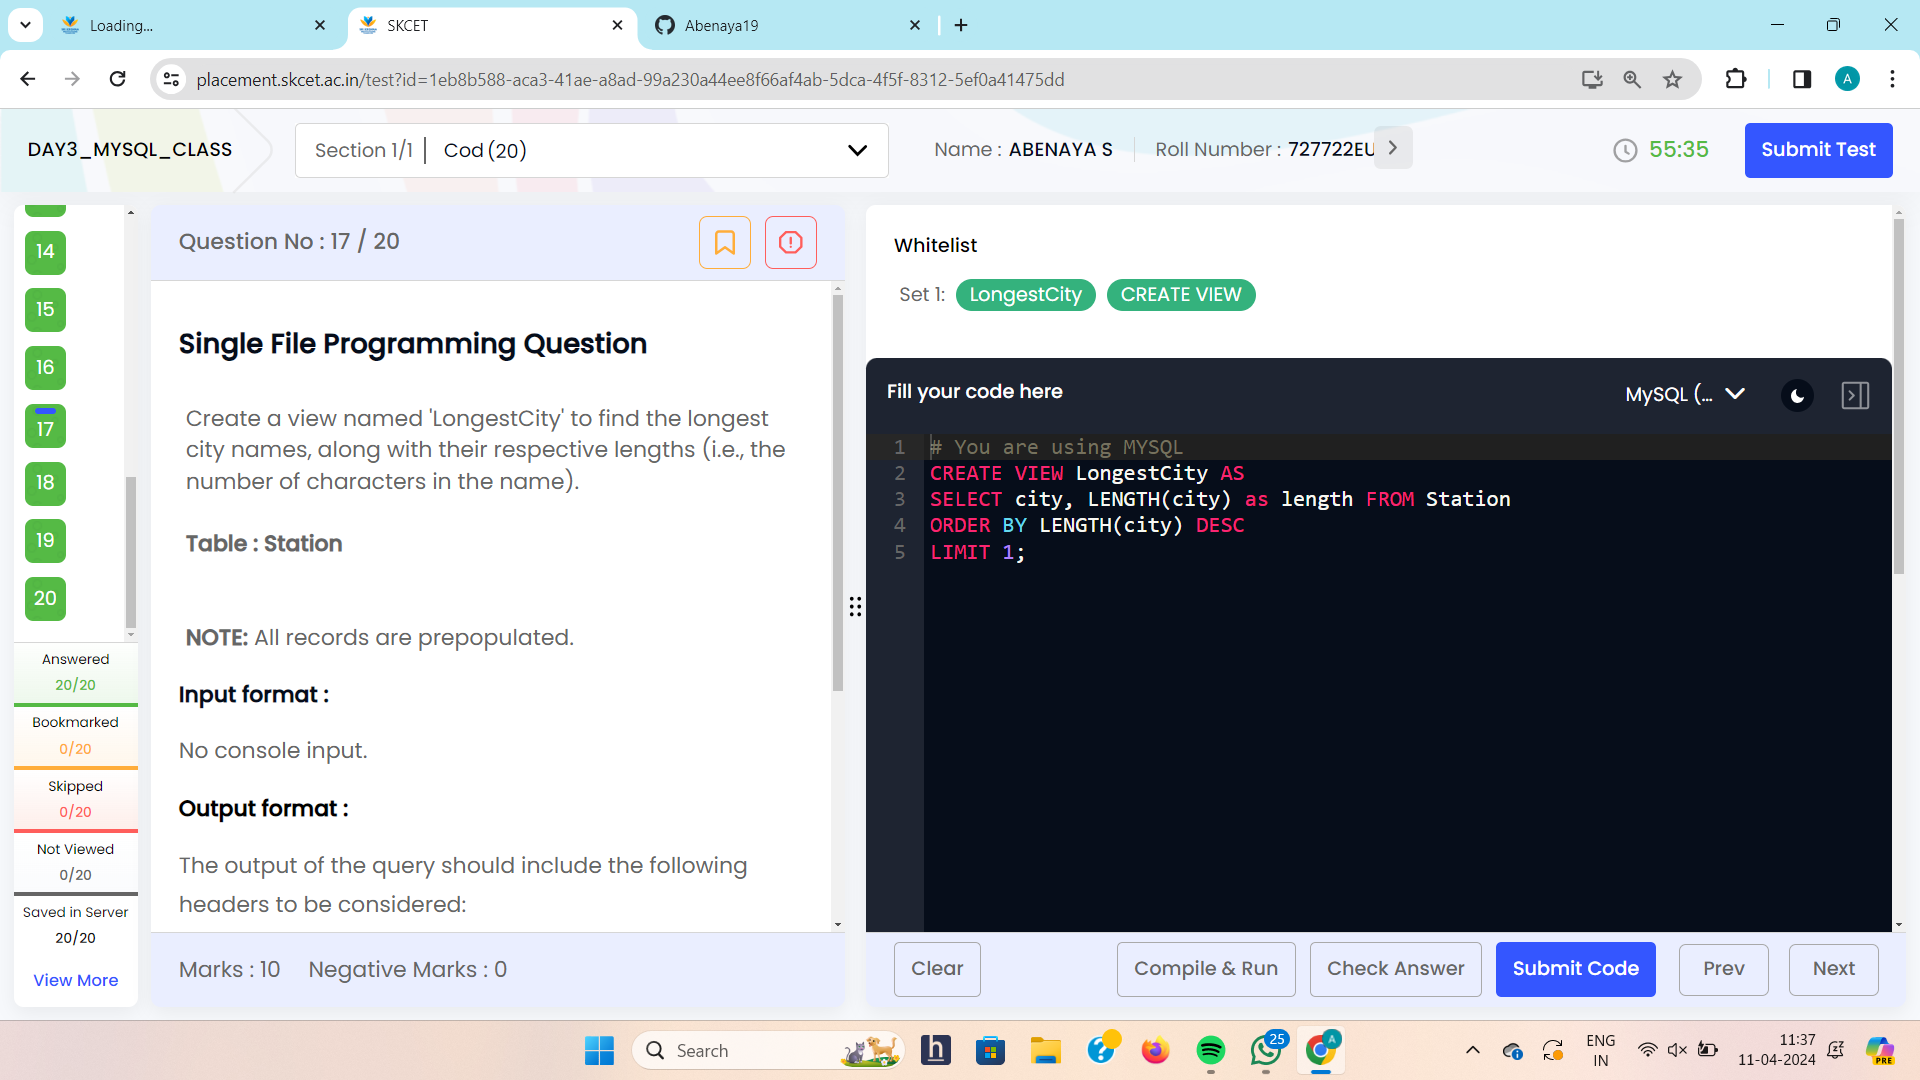 Loading...
SKCET
Abenaya19
placement.skcet.ac.in/test?id=1eb8b588-aca3-41ae-a8ad-99a230a44ee8f66af4ab-5dca-4f5f-8312-5ef0a41475dd
A
DAY3_MYSQL_CLASS
Section 1/1 | Cod (20)
Name : ABENAYA S
Roll Number : 727722EU
55:35
Submit Test
14
15
16
17
18
19
20
Answered
20/20
Bookmarked
0/20
Skipped
0/20
Not Viewed
0/20
Saved in Server
20/20
View More
Question No : 17 / 20
Single File Programming Question
Create a view named 'LongestCity' to find the longest
city names, along with their respective lengths (i.e., the
number of characters in the name).
Table : Station
NOTE: All records are prepopulated.
Input format :
No console input.
Output format :
The output of the query should include the following
headers to be considered:
Marks : 10 Negative Marks : 0
Whitelist
Set 1: LongestCity CREATE VIEW
Fill your code here
MySQL (...
1 # You are using MYSQL
2 CREATE VIEW LongestCity AS
3 SELECT city, LENGTH(city) as length FROM Station
4 ORDER BY LENGTH(city) DESC
5 LIMIT 1;
Clear
Compile & Run
Check Answer
Submit Code
Prev
Next
Search
h
25
A
ENG
IN
11:37
11-04-2024
PRE